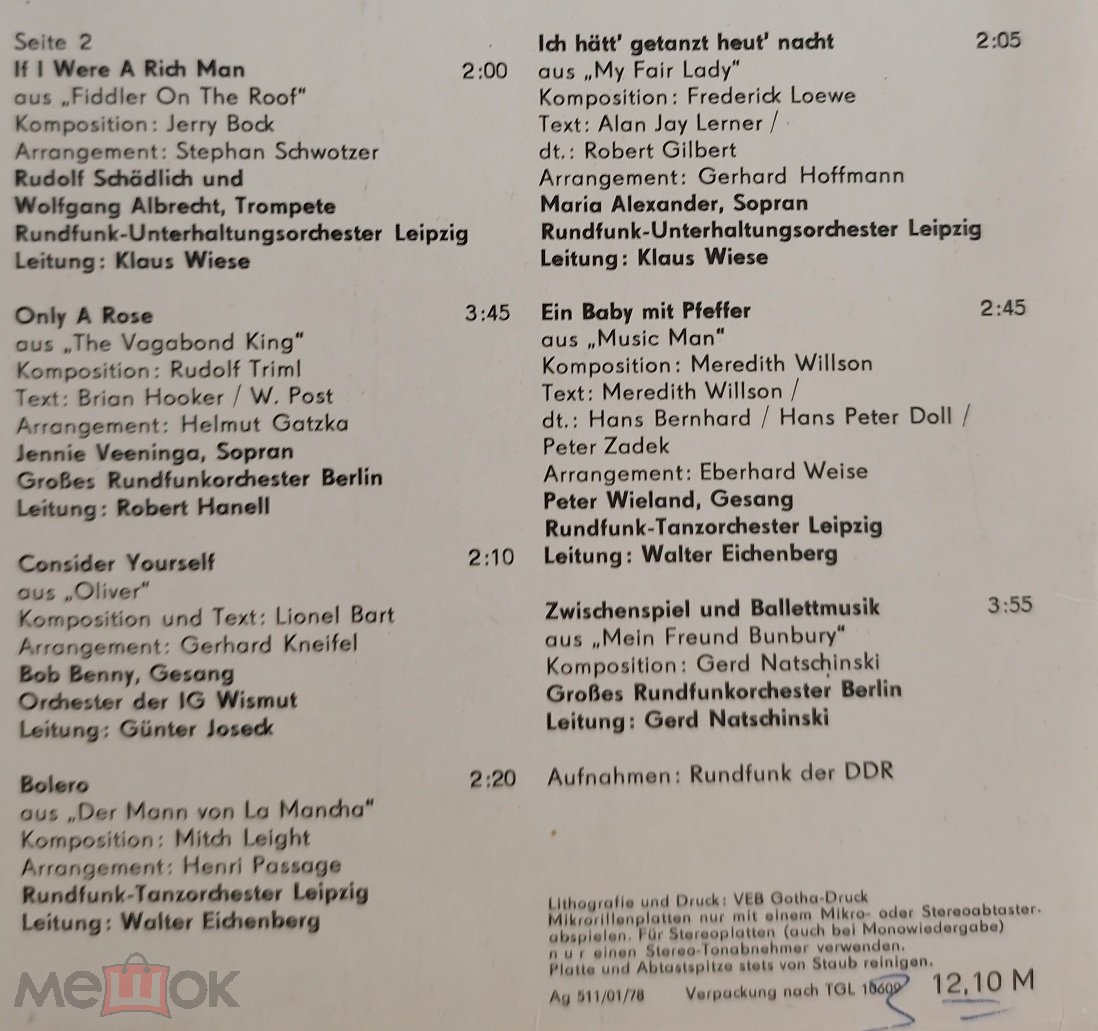 Seite 2
If I Were A Rich Man 2:00
aus „Fiddler On The Roof"
Komposition: Jerry Bock
Arrangement: Stephan Schwotzer
Rudolf Schädlich und
Wolfgang Albrecht, Trompete
Rundfunk-Unterhaltungsorchester Leipzig
Leitung: Klaus Wiese
Only A Rose 3:45
aus „The Vagabond King"
Komposition: Rudolf Triml
Text: Brian Hooker / W. Post
Arrangement: Helmut Gatzka
Jennie Veeninga, Sopran
Großes Rundfunkorchester Berlin
Leitung: Robert Hanell
Consider Yourself 2:10
aus „Oliver"
Komposition und Text: Lionel Bart
Arrangement: Gerhard Kneifel
Bob Benny, Gesang
Orchester der IG Wismut
Leitung: Günter Joseck
Bolero 2:20
aus „Der Mann von La Mancha"
Komposition: Mitch Leight
Arrangement: Henri Passage
Rundfunk-Tanzorchester Leipzig
Leitung: Walter Eichenberg
Ich hätt' getanzt heut' nacht 2:05
aus „My Fair Lady"
Komposition: Frederick Loewe
Text: Alan Jay Lerner /
dt.: Robert Gilbert
Arrangement: Gerhard Hoffmann
Maria Alexander, Sopran
Rundfunk-Unterhaltungsorchester Leipzig
Leitung: Klaus Wiese
Ein Baby mit Pfeffer 2:45
aus „Music Man"
Komposition: Meredith Willson
Text: Meredith Willson /
dt.: Hans Bernhard / Hans Peter Doll /
Peter Zadek
Arrangement: Eberhard Weise
Peter Wieland, Gesang
Rundfunk-Tanzorchester Leipzig
Leitung: Walter Eichenberg
Zwischenspiel und Ballettmusik 3:55
aus „Mein Freund Bunbury"
Komposition: Gerd Natschinski
Großes Rundfunkorchester Berlin
Leitung: Gerd Natschinski
Aufnahmen: Rundfunk der DDR
Lithografie und Druck: VEB Gotha-Druck
Mikrorillenplatten nur mit einem Mikro- oder Stereoabtaster
abspielen. Für Stereoplatten (auch bei Monowiedergabe)
nur einen Stereo-Tonabnehmer verwenden.
Platte und Abtastspitze stets von Staub reinigen.
Ag 511/01/78 Verpackung nach TGL 10609 12,10 M
мешок